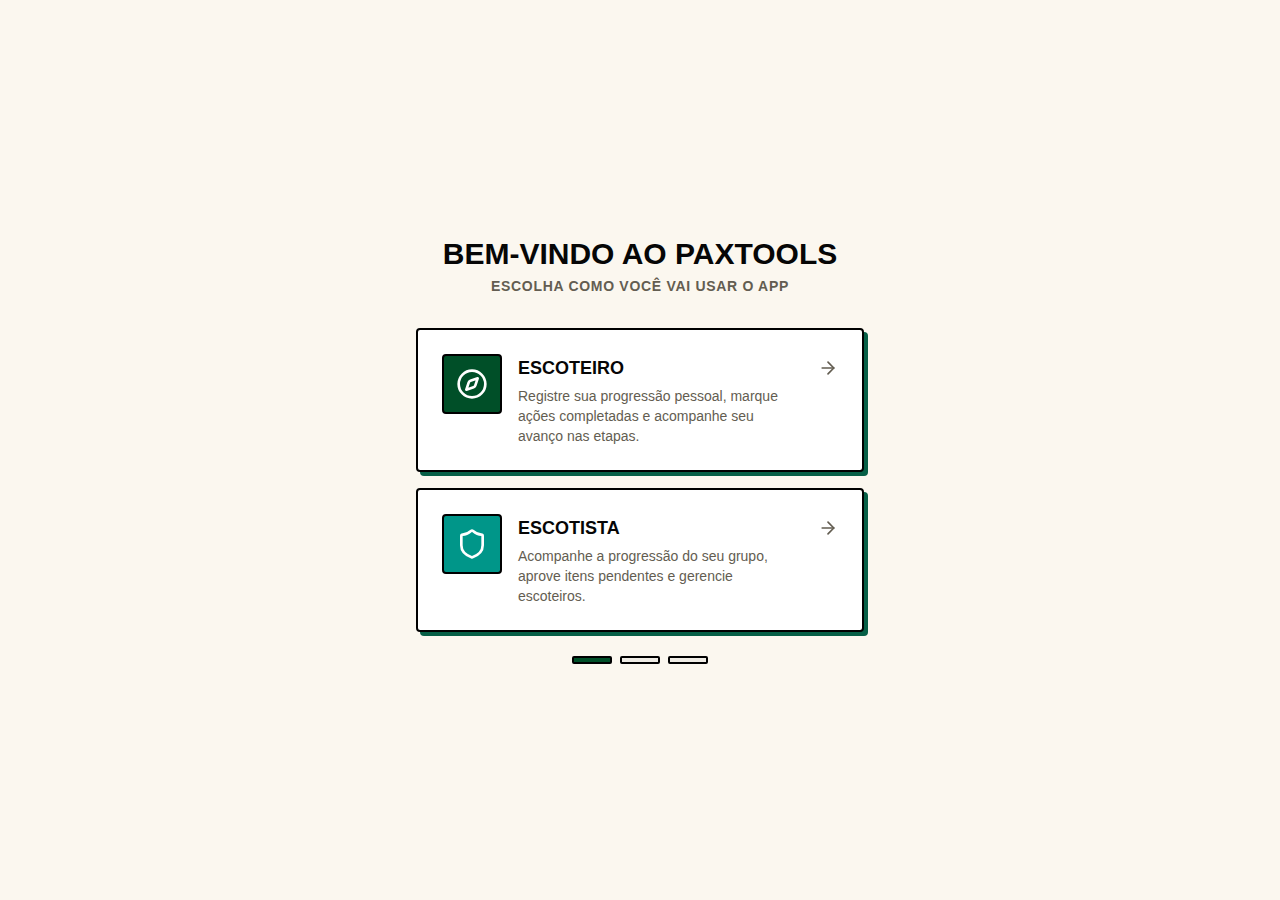 BEM-VINDO AO PAXTOOLS
ESCOLHA COMO VOCÊ VAI USAR O APP
ESCOTEIRO
Registre sua progressão pessoal, marque
ações completadas e acompanhe seu
avanço nas etapas.
ESCOTISTA
Acompanhe a progressão do seu grupo,
aprove itens pendentes e gerencie
escoteiros.